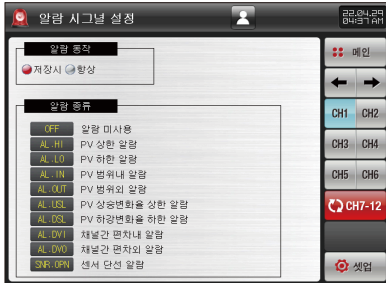 알람 시그널 설정
22.04.29
04:37 AM
알람 동작
저장시 항상
알람 종류
OFF 알람 미사용
AL.HI PV 상한 알람
AL.LO PV 하한 알람
AL.IN PV 범위내 알람
AL.OUT PV 범위외 알람
AL.USL PV 상승변화율 상한 알람
AL.DSL PV 하강변화율 하한 알람
AL.DVI 채널간 편차내 알람
AL.DVO 채널간 편차외 알람
SNR.OPN 센서 단선 알람
메인
CH1 CH2
CH3 CH4
CH5 CH6
CH7-12
셋업